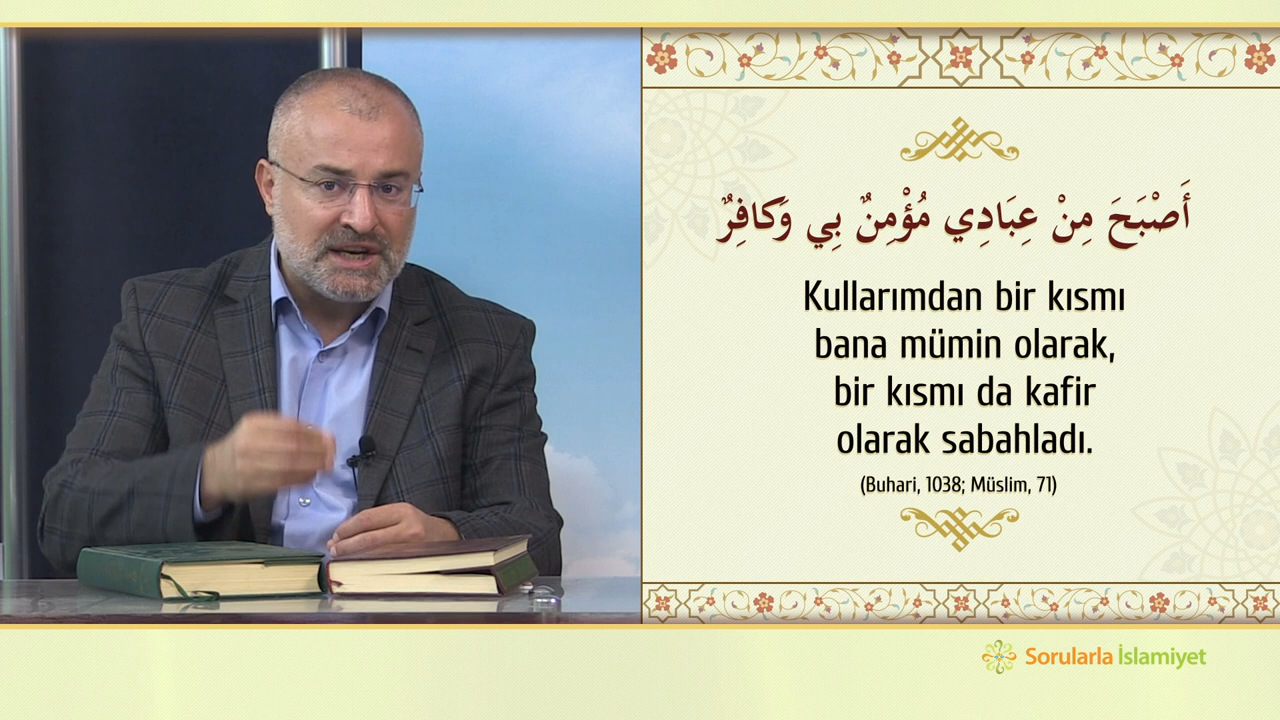 أَصْبَحَ مِنْ عِبَادِي مُؤْمِنٌ بِي وَكَافِرٌ
Kullarımdan bir kısmı
bana mümin olarak,
bir kısmı da kafir
olarak sabahladı.
(Buhari, 1038; Müslim, 71)
Sorularla İslamiyet